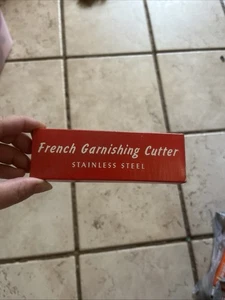 French Garnishing Cutter
STAINLESS STEEL